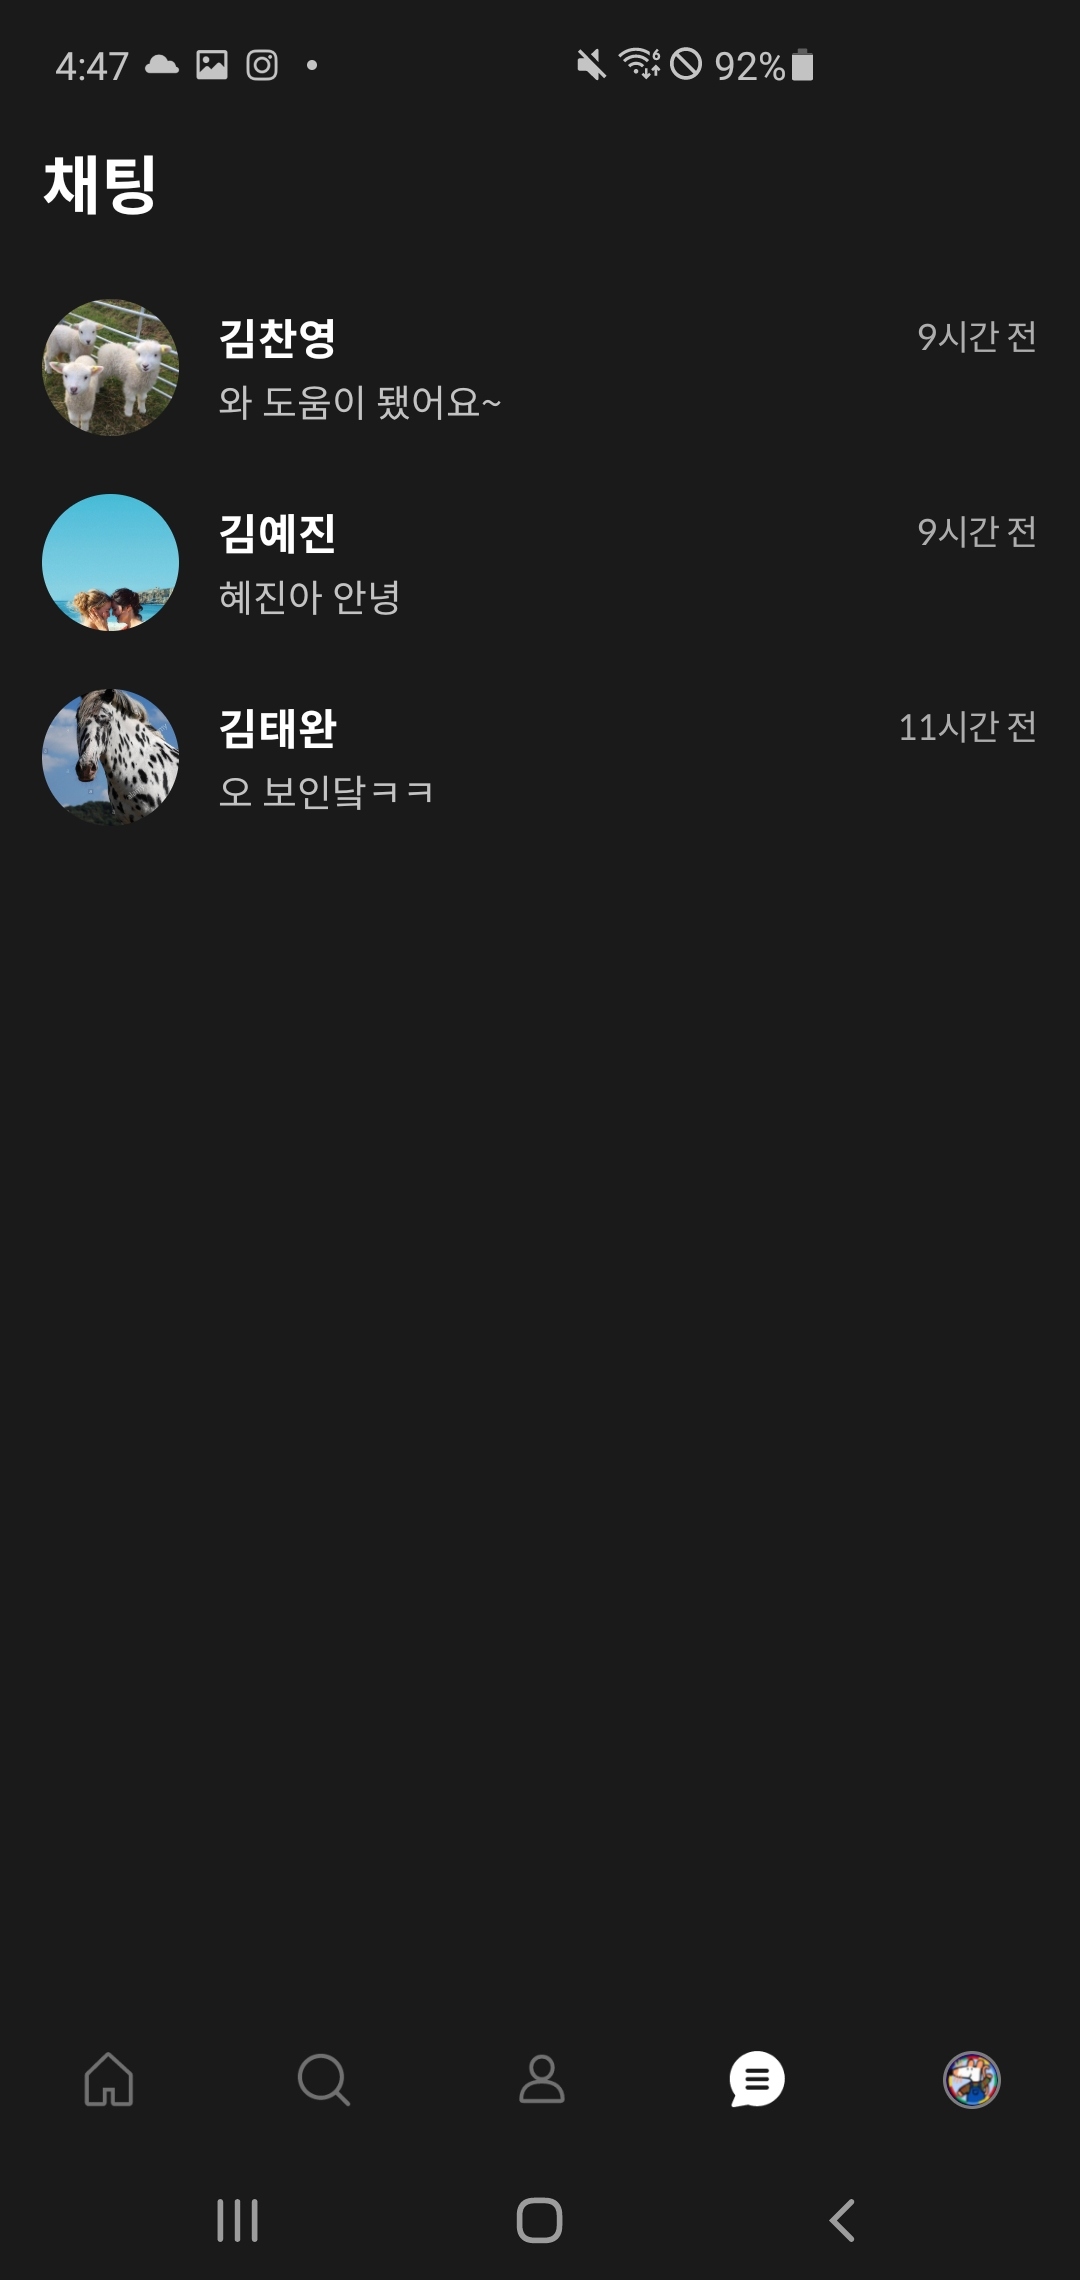 4:47 92%
채팅
김찬영 9시간 전
와 도움이 됐어요~
김예진 9시간 전
혜진아 안녕
김태완 11시간 전
오 보인닼ㅋㅋ